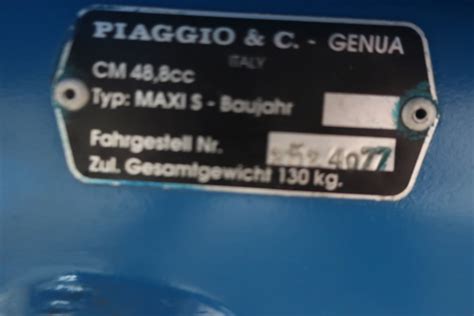 PIAGGIO & C. - GENUA
ITALY
CM 48,8cc
Typ: MAXI S - Baujahr
Fahrgestell Nr.
Zul. Gesamtgewicht 130 kg.